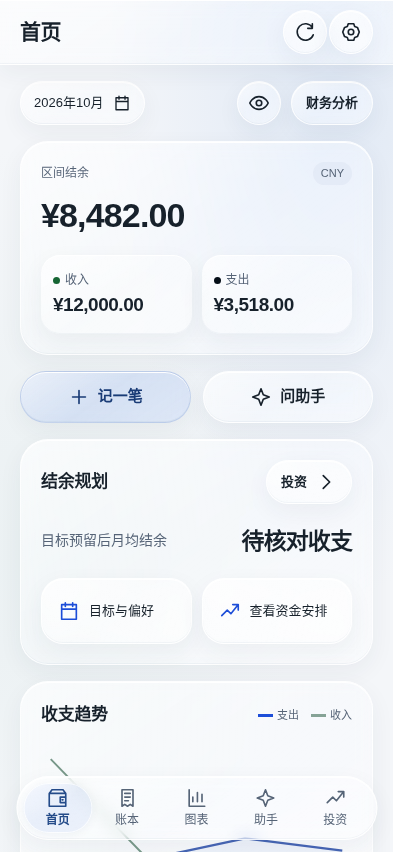 首页
2026年10月
财务分析
区间结余
CNY
¥8,482.00
收入
支出
¥12,000.00
¥3,518.00
记一笔
问助手
结余规划
投资
目标预留后月均结余
待核对收支
目标与偏好
查看资金安排
收支趋势
支出
收入
首页
账本
图表
助手
投资